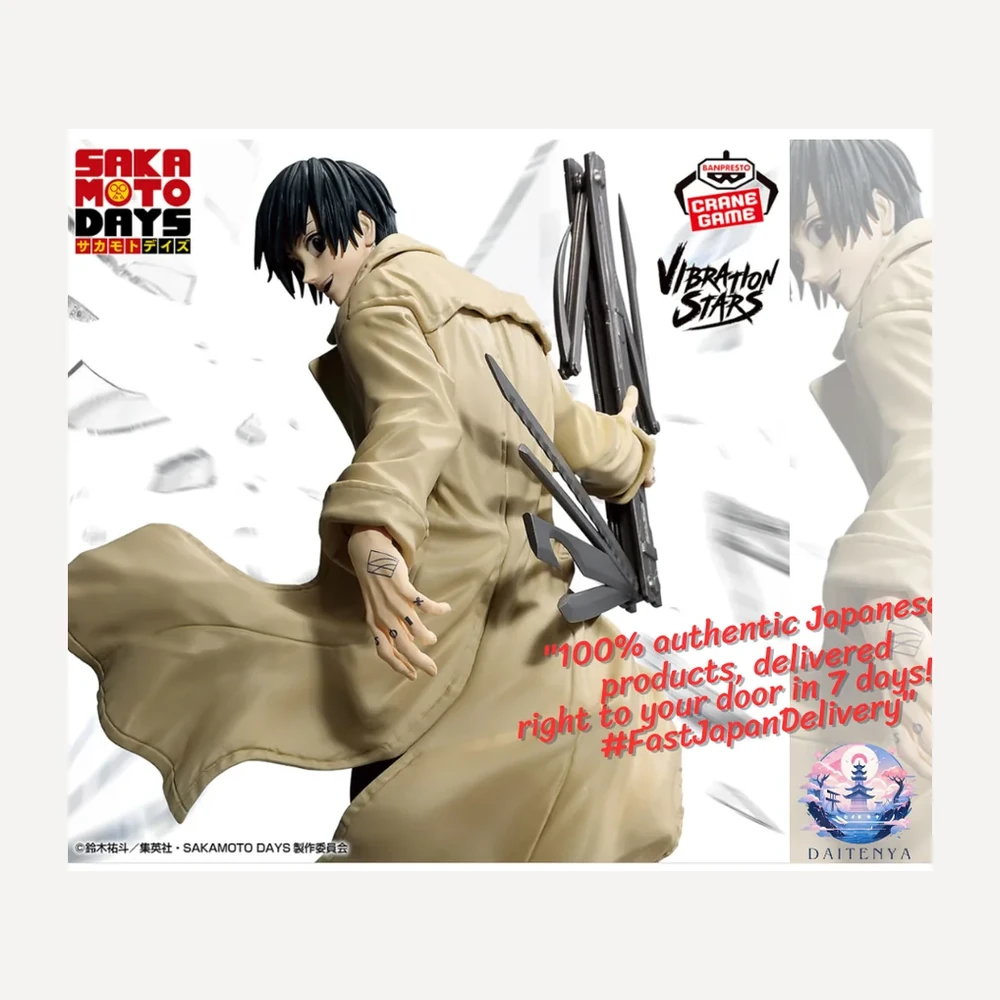 SAKA
MOTO
DAYS
サカモトデイズ
BANPRESTO
CRANE
GAME
VIBRATION
STARS
"100% authentic Japanese
products, delivered
right to your door in 7 days!
#FastJapanDelivery"
DAITENYA
©鈴木祐斗／集英社・SAKAMOTO DAYS 製作委員会